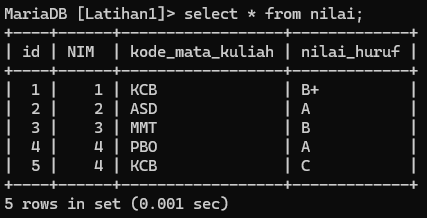 MariaDB [Latihan1]> select * from nilai;
+----+------+------------------+-------------+
| id | NIM  | kode_mata_kuliah | nilai_huruf |
+----+------+------------------+-------------+
|  1 |    1 | KCB              | B+          |
|  2 |    2 | ASD              | A           |
|  3 |    3 | MMT              | B           |
|  4 |    4 | PBO              | A           |
|  5 |    4 | KCB              | C           |
+----+------+------------------+-------------+
5 rows in set (0.001 sec)